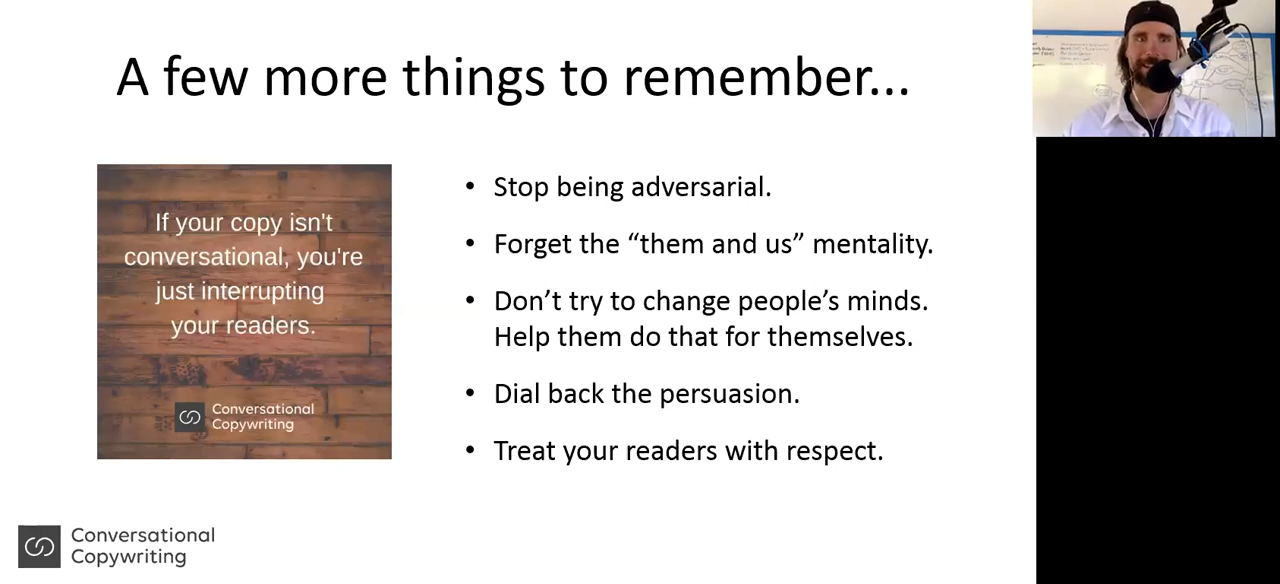 A few more things to remember...
If your copy isn't
conversational, you're
just interrupting
your readers.
Conversational
Copywriting
• Stop being adversarial.
• Forget the “them and us” mentality.
• Don’t try to change people’s minds.
Help them do that for themselves.
• Dial back the persuasion.
• Treat your readers with respect.
Conversational
Copywriting